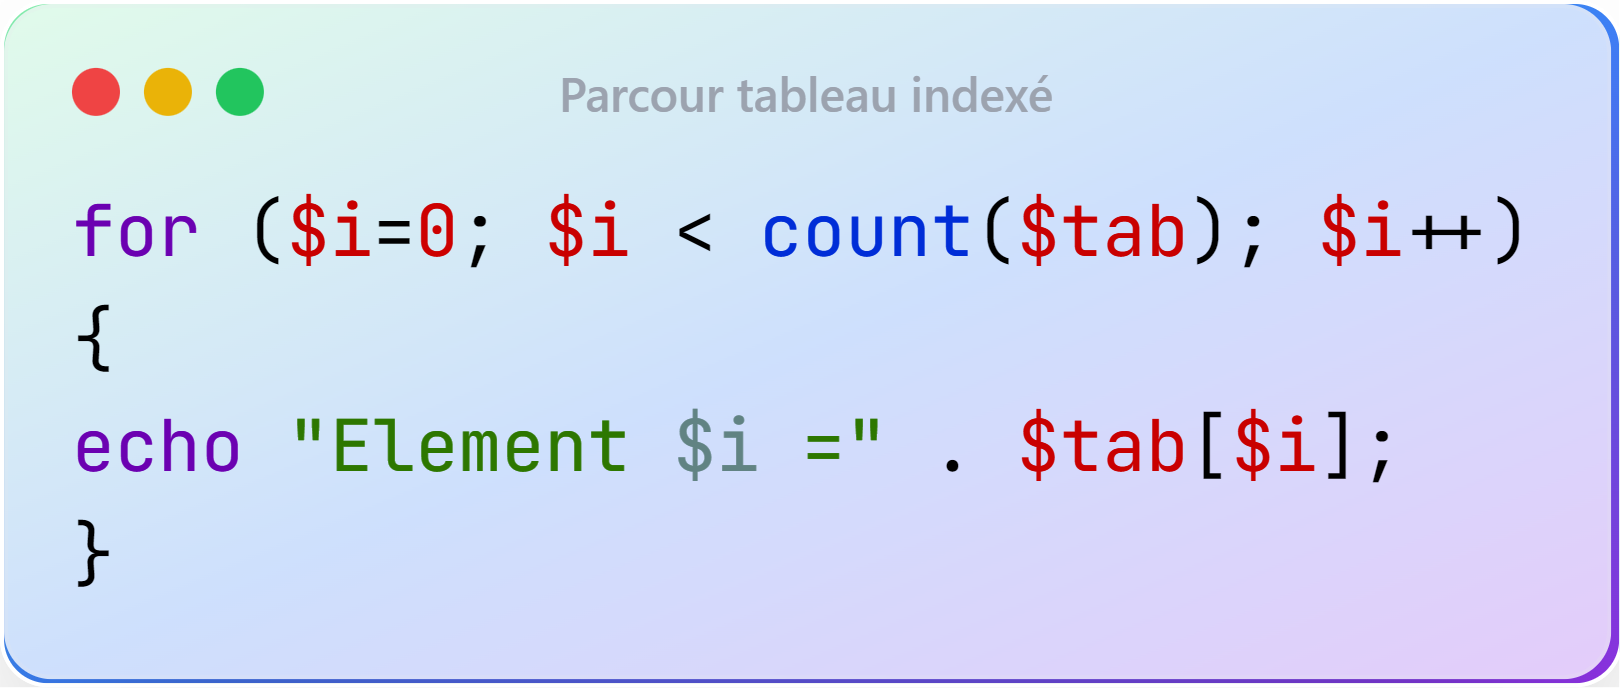 Parcour tableau indexé
for ($i=0; $i < count($tab); $i++)
{
echo "Element $i =" . $tab[$i];
}